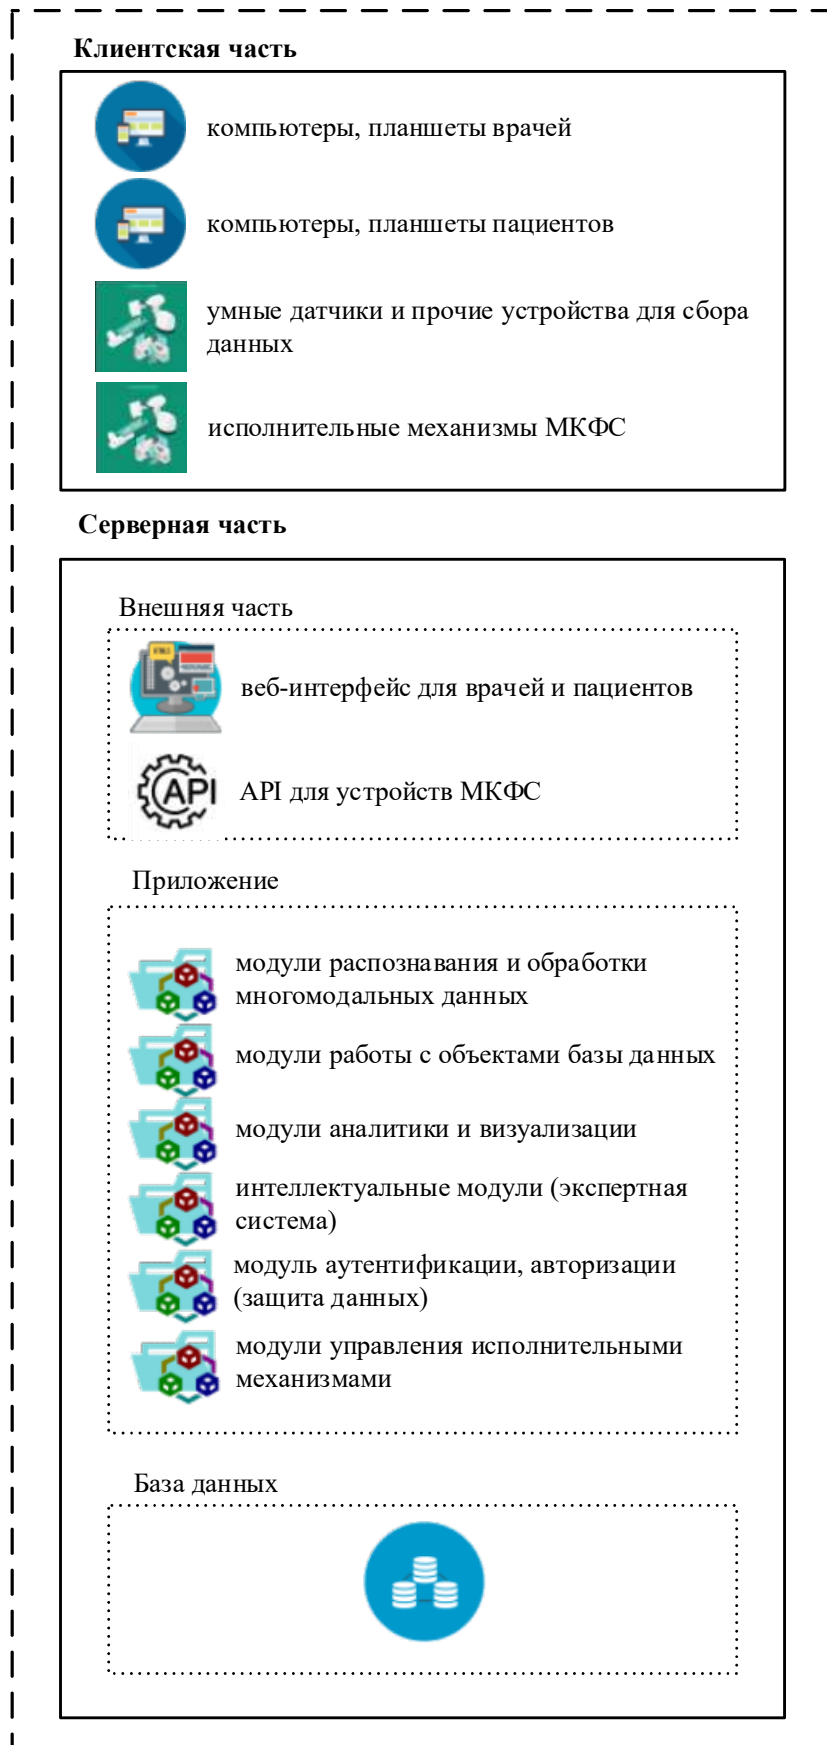 Клиентская часть
компьютеры, планшеты врачей
компьютеры, планшеты пациентов
умные датчики и прочие устройства для сбора
данных
исполнительные механизмы МКФС
Серверная часть
Внешняя часть
веб-интерфейс для врачей и пациентов
API
API для устройств МКФС
Приложение
модули распознавания и обработки
многомодальных данных
модули работы с объектами базы данных
модули аналитики и визуализации
интеллектуальные модули (экспертная
система)
модуль аутентификации, авторизации
(защита данных)
модули управления исполнительными
механизмами
База данных